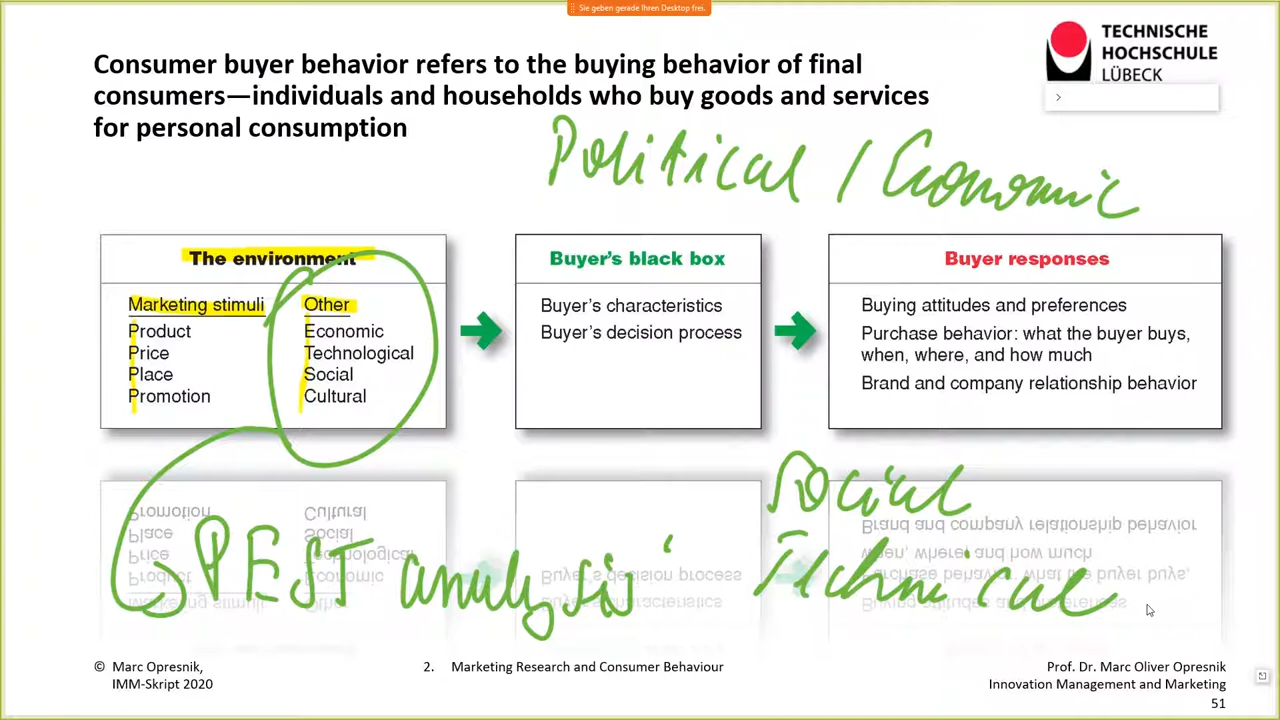 Sie geben gerade Ihren Desktop frei.
TECHNISCHE
HOCHSCHULE
LÜBECK
Consumer buyer behavior refers to the buying behavior of final
consumers—individuals and households who buy goods and services
for personal consumption
Political / Economic
The environment
Marketing stimuli
Product
Price
Place
Promotion
Other
Economic
Technological
Social
Cultural
Buyer's black box
Buyer's characteristics
Buyer's decision process
Buyer responses
Buying attitudes and preferences
Purchase behavior: what the buyer buys,
when, where, and how much
Brand and company relationship behavior
PEST analysis
Social
Technical
© Marc Opresnik,
IMM-Skript 2020
2. Marketing Research and Consumer Behaviour
Prof. Dr. Marc Oliver Opresnik
Innovation Management and Marketing
51